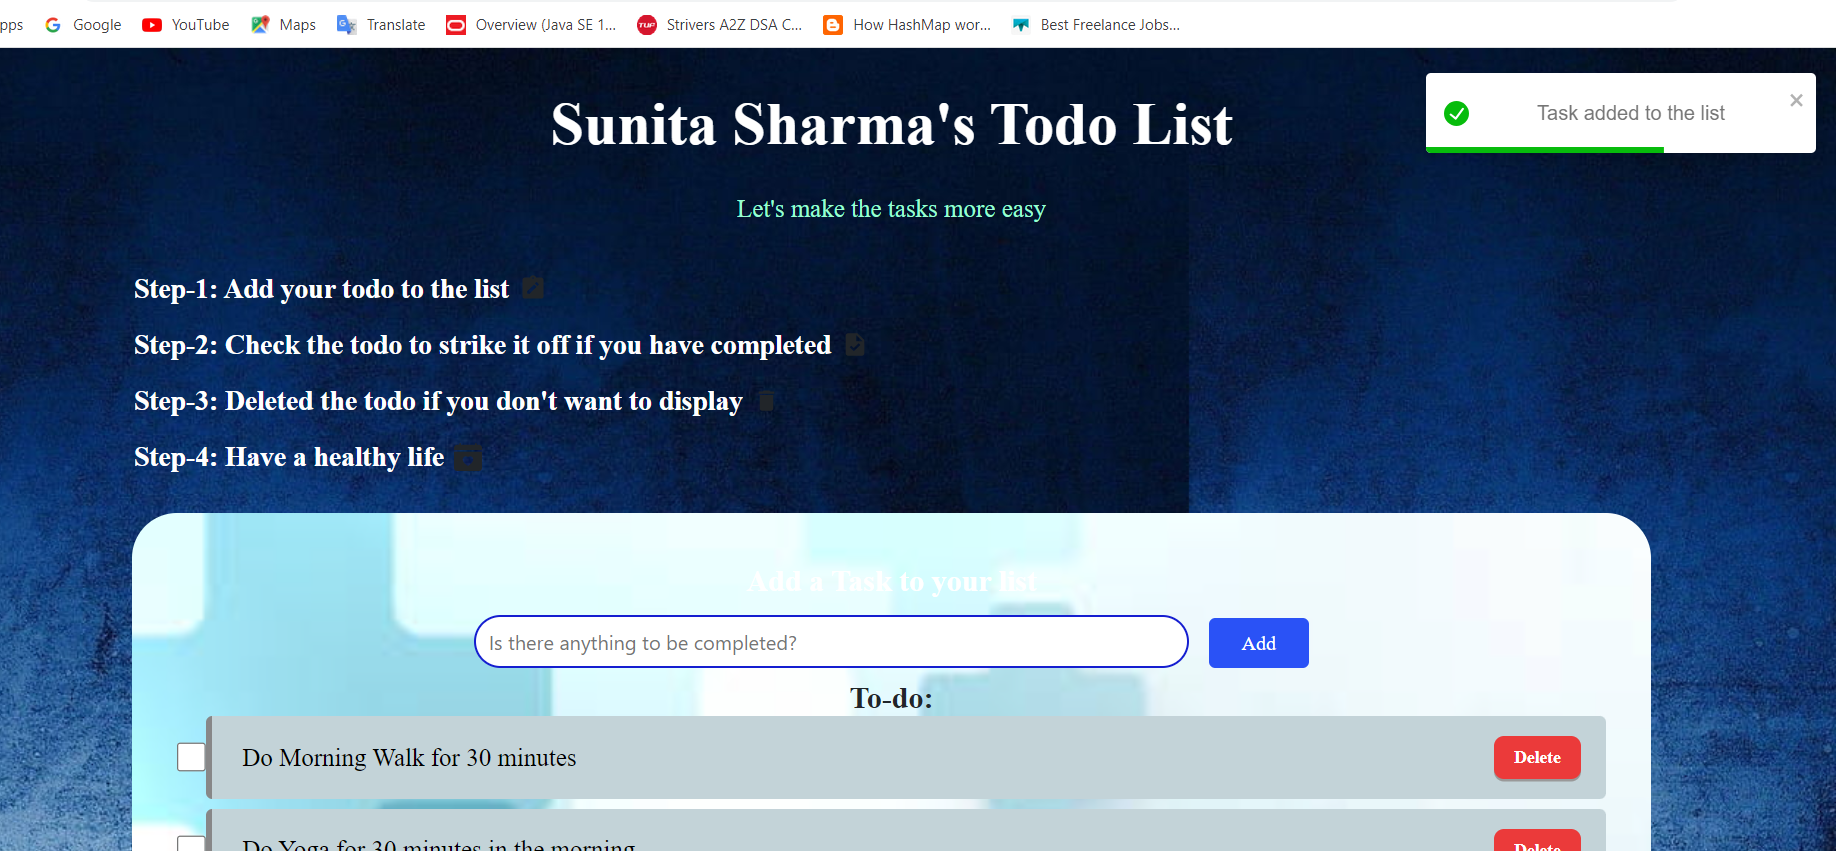 pps Google YouTube Maps Translate Overview (Java SE 1... Strivers A2Z DSA C... How HashMap wor... Best Freelance Jobs...
Sunita Sharma's Todo List
Task added to the list
Let's make the tasks more easy
Step-1: Add your todo to the list
Step-2: Check the todo to strike it off if you have completed
Step-3: Deleted the todo if you don't want to display
Step-4: Have a healthy life
Add a Task to your list
Is there anything to be completed? Add
To-do:
Do Morning Walk for 30 minutes Delete
Do Yoga for 30 minutes in the morning Delete